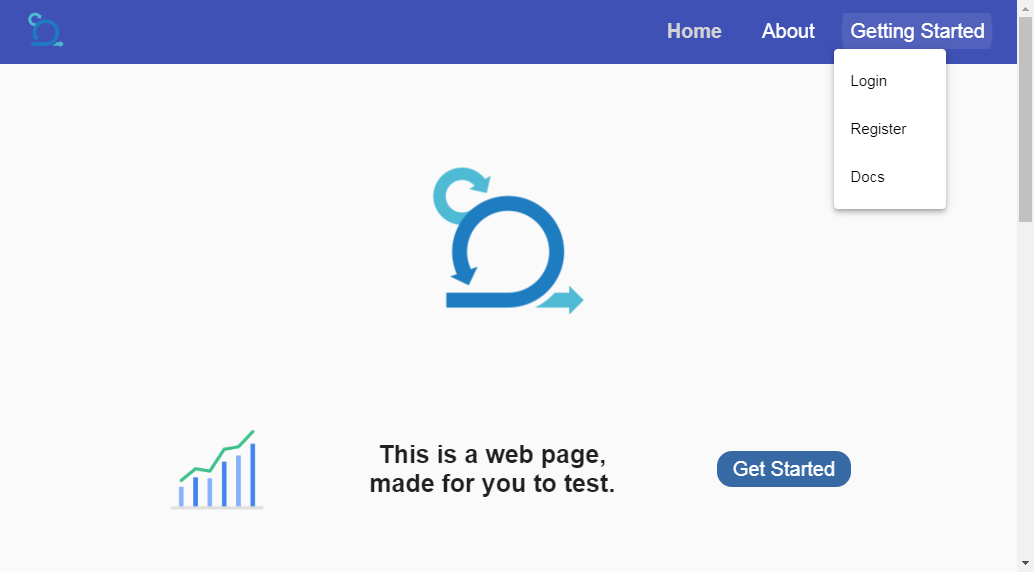 Home About Getting Started
Login
Register
Docs
This is a web page,
made for you to test.
Get Started